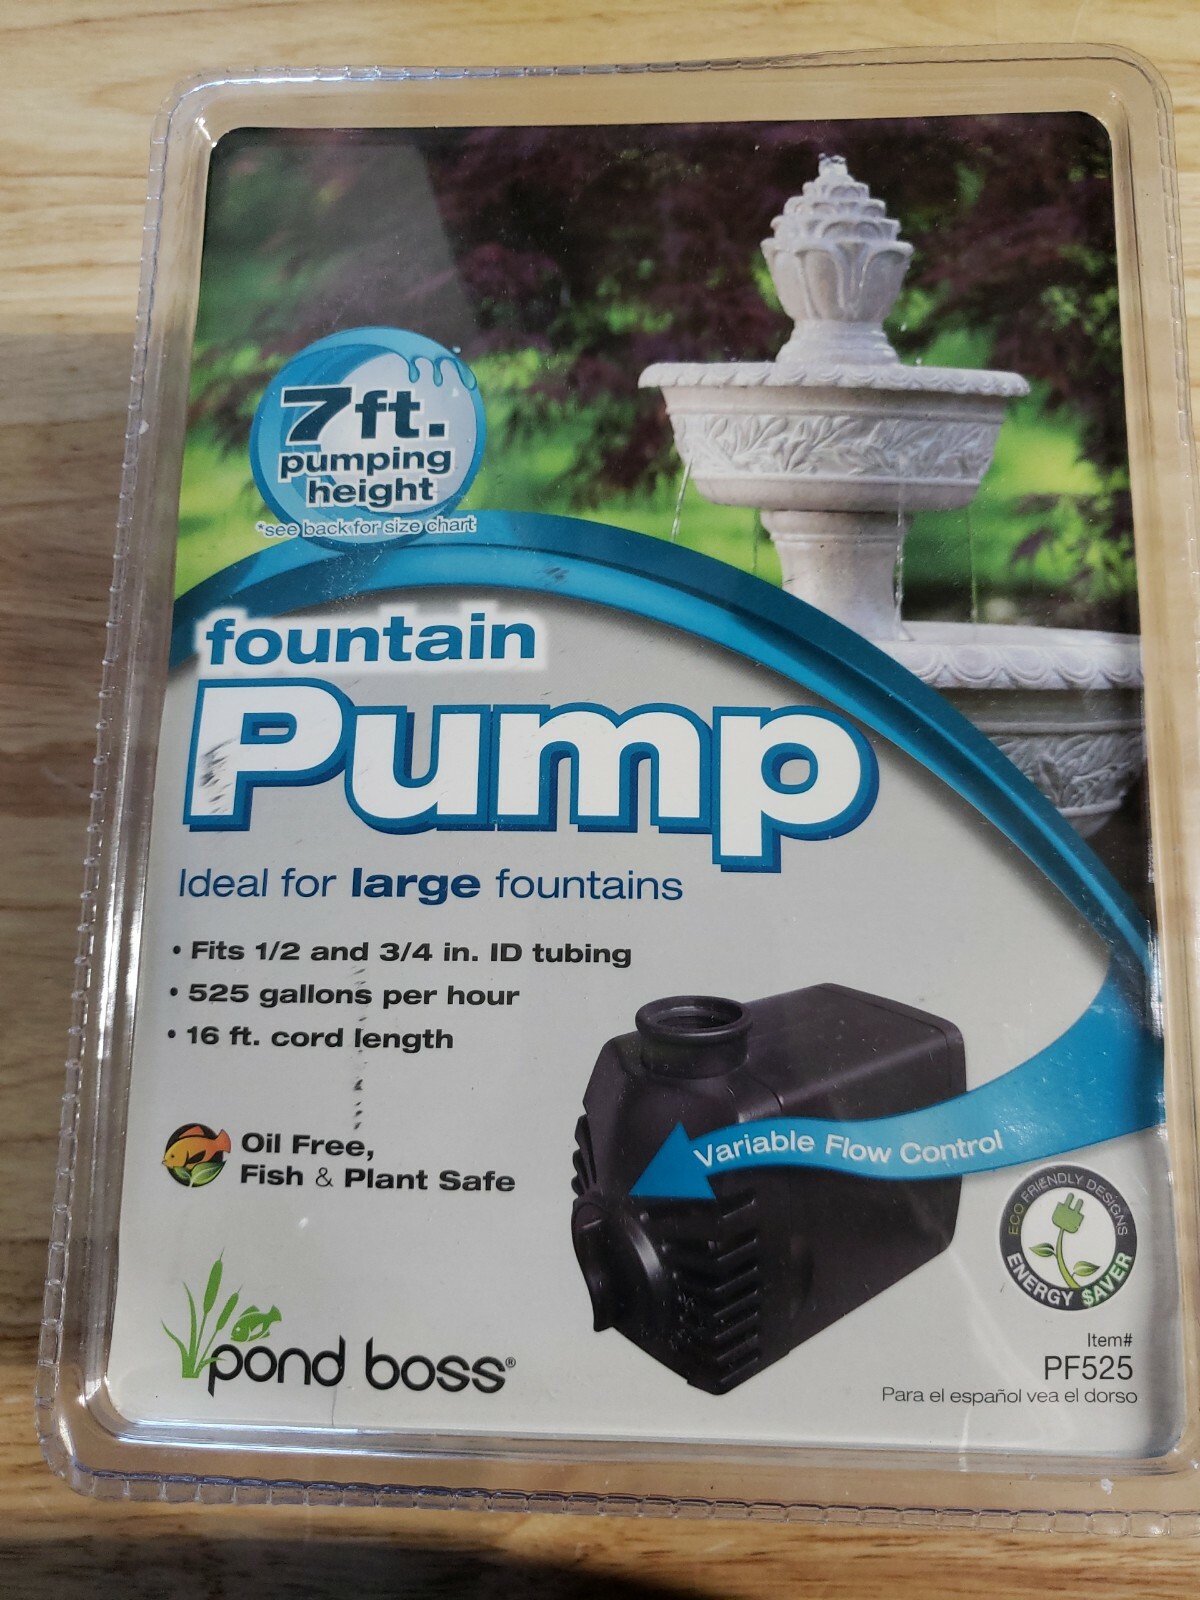 7ft.
pumping
height
*see back for size chart
fountain
Pump
Ideal for large fountains
• Fits 1/2 and 3/4 in. ID tubing
• 525 gallons per hour
• 16 ft. cord length
Oil Free,
Fish & Plant Safe
Variable Flow Control
ECO FRIENDLY DESIGNS
ENERGY $AVER
pond boss®
Item#
PF525
Para el español vea el dorso